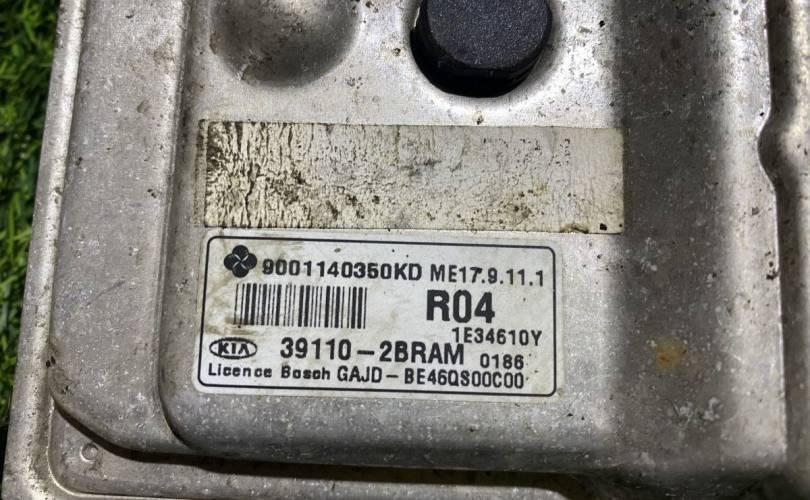 9001140350KD ME17.9.11.1
R04
1E34610Y
KIA 39110-2BRAM 0186
Licence Bosch GAJD-BE46QS00C00